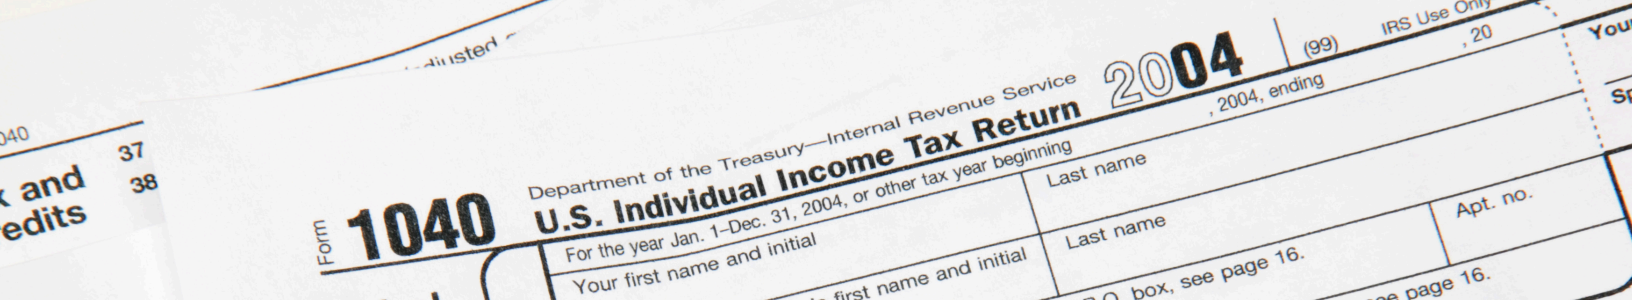 djusted
040
37
and
38
edits
Form 1040
Department of the Treasury—Internal Revenue Service
U.S. Individual Income Tax Return 2004 (99) IRS Use Only
For the year Jan. 1–Dec. 31, 2004, or other tax year beginning , 2004, ending , 20
Your first name and initial Last name
first name and initial Last name
box, see page 16. Apt. no.
page 16.
You
Sp